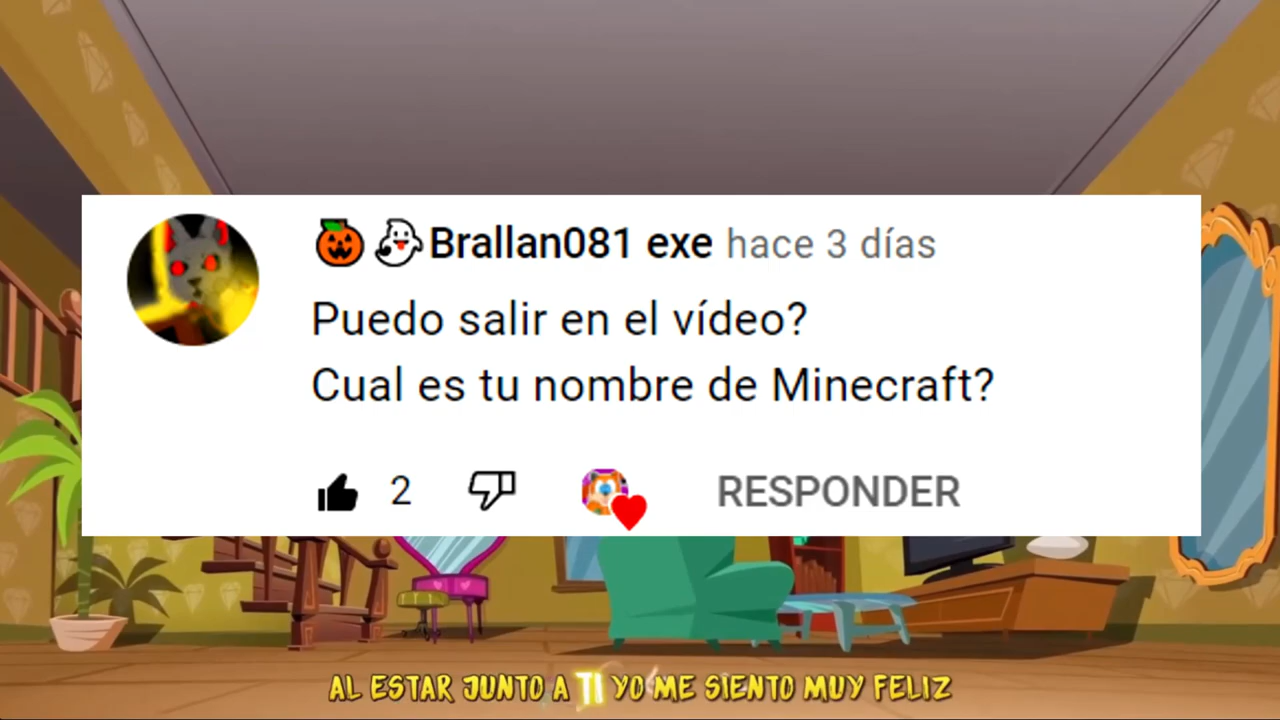 🎃👻Brallan081 exe hace 3 días
Puedo salir en el vídeo?
Cual es tu nombre de Minecraft?
2 RESPONDER
AL ESTAR JUNTO A TI YO ME SIENTO MUY FELIZ